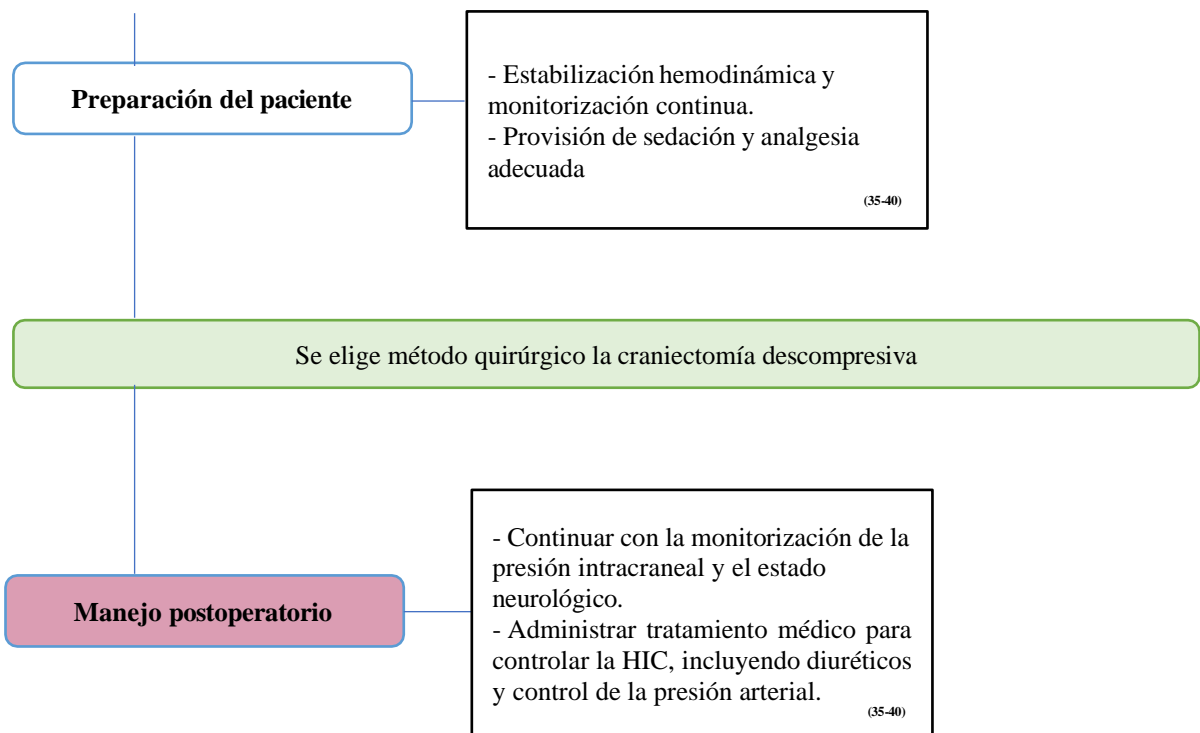 Preparación del paciente
- Estabilización hemodinámica y
monitorización continua.
- Provisión de sedación y analgesia
adecuada
(35-40)
Se elige método quirúrgico la craniectomía descompresiva
Manejo postoperatorio
- Continuar con la monitorización de la
presión intracraneal y el estado
neurológico.
- Administrar tratamiento médico para
controlar la HIC, incluyendo diuréticos
y control de la presión arterial.
(35-40)